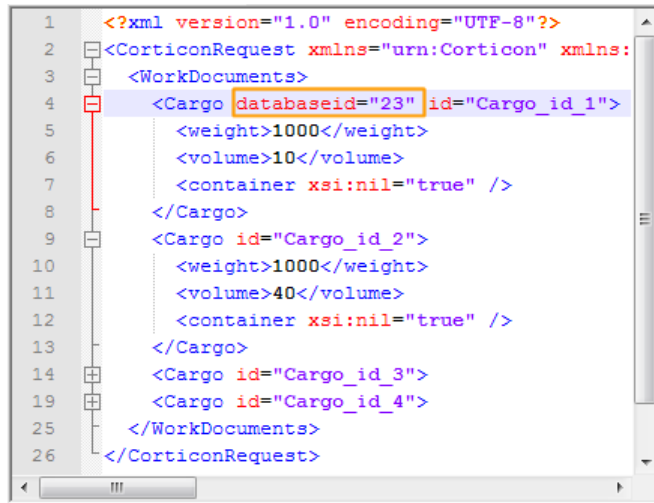 1 <?xml version="1.0" encoding="UTF-8"?>
2 <CorticonRequest xmlns="urn:Corticon" xmlns:
3 <WorkDocuments>
4 <Cargo databaseid="23" id="Cargo_id_1">
5 <weight>1000</weight>
6 <volume>10</volume>
7 <container xsi:nil="true" />
8 </Cargo>
9 <Cargo id="Cargo_id_2">
10 <weight>1000</weight>
11 <volume>40</volume>
12 <container xsi:nil="true" />
13 </Cargo>
14 <Cargo id="Cargo_id_3">
19 <Cargo id="Cargo_id_4">
25 </WorkDocuments>
26 </CorticonRequest>